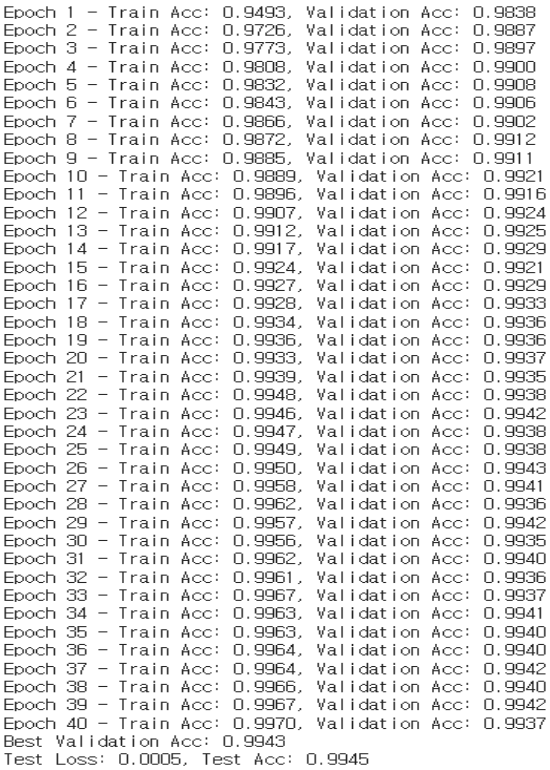 Epoch 1 - Train Acc: 0.9493, Validation Acc: 0.9838
Epoch 2 - Train Acc: 0.9726, Validation Acc: 0.9887
Epoch 3 - Train Acc: 0.9773, Validation Acc: 0.9897
Epoch 4 - Train Acc: 0.9808, Validation Acc: 0.9900
Epoch 5 - Train Acc: 0.9832, Validation Acc: 0.9908
Epoch 6 - Train Acc: 0.9843, Validation Acc: 0.9906
Epoch 7 - Train Acc: 0.9866, Validation Acc: 0.9902
Epoch 8 - Train Acc: 0.9872, Validation Acc: 0.9912
Epoch 9 - Train Acc: 0.9885, Validation Acc: 0.9911
Epoch 10 - Train Acc: 0.9889, Validation Acc: 0.9921
Epoch 11 - Train Acc: 0.9896, Validation Acc: 0.9916
Epoch 12 - Train Acc: 0.9907, Validation Acc: 0.9924
Epoch 13 - Train Acc: 0.9912, Validation Acc: 0.9925
Epoch 14 - Train Acc: 0.9917, Validation Acc: 0.9929
Epoch 15 - Train Acc: 0.9924, Validation Acc: 0.9921
Epoch 16 - Train Acc: 0.9927, Validation Acc: 0.9929
Epoch 17 - Train Acc: 0.9928, Validation Acc: 0.9933
Epoch 18 - Train Acc: 0.9934, Validation Acc: 0.9936
Epoch 19 - Train Acc: 0.9936, Validation Acc: 0.9936
Epoch 20 - Train Acc: 0.9933, Validation Acc: 0.9937
Epoch 21 - Train Acc: 0.9939, Validation Acc: 0.9935
Epoch 22 - Train Acc: 0.9948, Validation Acc: 0.9938
Epoch 23 - Train Acc: 0.9946, Validation Acc: 0.9942
Epoch 24 - Train Acc: 0.9947, Validation Acc: 0.9938
Epoch 25 - Train Acc: 0.9949, Validation Acc: 0.9938
Epoch 26 - Train Acc: 0.9950, Validation Acc: 0.9943
Epoch 27 - Train Acc: 0.9958, Validation Acc: 0.9941
Epoch 28 - Train Acc: 0.9962, Validation Acc: 0.9936
Epoch 29 - Train Acc: 0.9957, Validation Acc: 0.9942
Epoch 30 - Train Acc: 0.9956, Validation Acc: 0.9935
Epoch 31 - Train Acc: 0.9962, Validation Acc: 0.9940
Epoch 32 - Train Acc: 0.9961, Validation Acc: 0.9936
Epoch 33 - Train Acc: 0.9967, Validation Acc: 0.9937
Epoch 34 - Train Acc: 0.9963, Validation Acc: 0.9941
Epoch 35 - Train Acc: 0.9963, Validation Acc: 0.9940
Epoch 36 - Train Acc: 0.9964, Validation Acc: 0.9940
Epoch 37 - Train Acc: 0.9964, Validation Acc: 0.9942
Epoch 38 - Train Acc: 0.9966, Validation Acc: 0.9940
Epoch 39 - Train Acc: 0.9967, Validation Acc: 0.9942
Epoch 40 - Train Acc: 0.9970, Validation Acc: 0.9937
Best Validation Acc: 0.9943
Test Loss: 0.0005, Test Acc: 0.9945